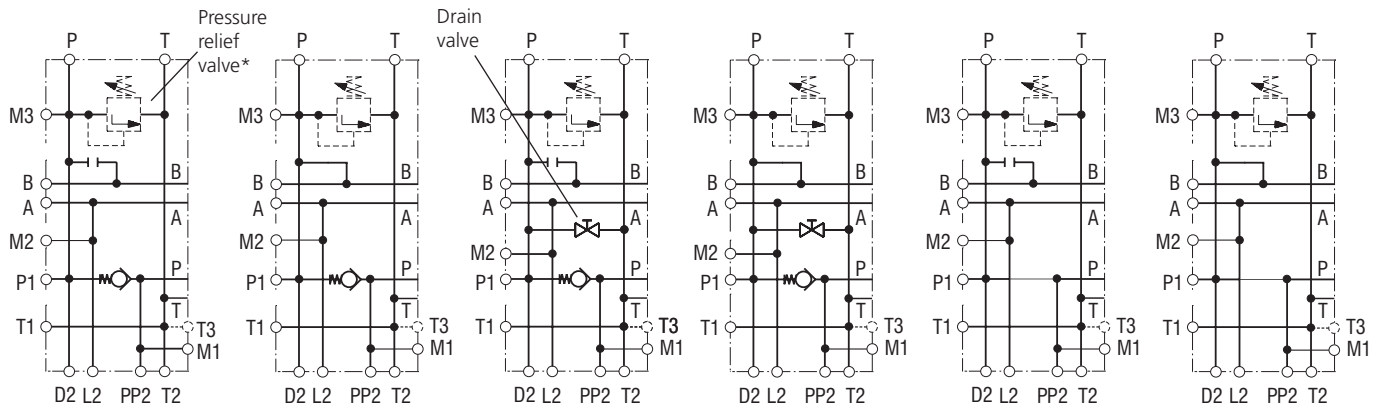 Pressure
relief
valve*
P T
M3
B B
A A
M2
P1 P
T1 T T3
M1
D2 L2 PP2 T2
P T
M3
B B
A A
M2
P1 P
T1 T T3
M1
D2 L2 PP2 T2
Drain
valve
P T
M3
B B
A A
M2
P1 P
T1 T T3
M1
D2 L2 PP2 T2
P T
M3
B B
A A
M2
P1 P
T1 T T3
M1
D2 L2 PP2 T2
P T
M3
B B
A A
M2
P1 P
T1 T T3
M1
D2 L2 PP2 T2
P T
M3
B B
A A
M2
P1 P
T1 T T3
M1
D2 L2 PP2 T2